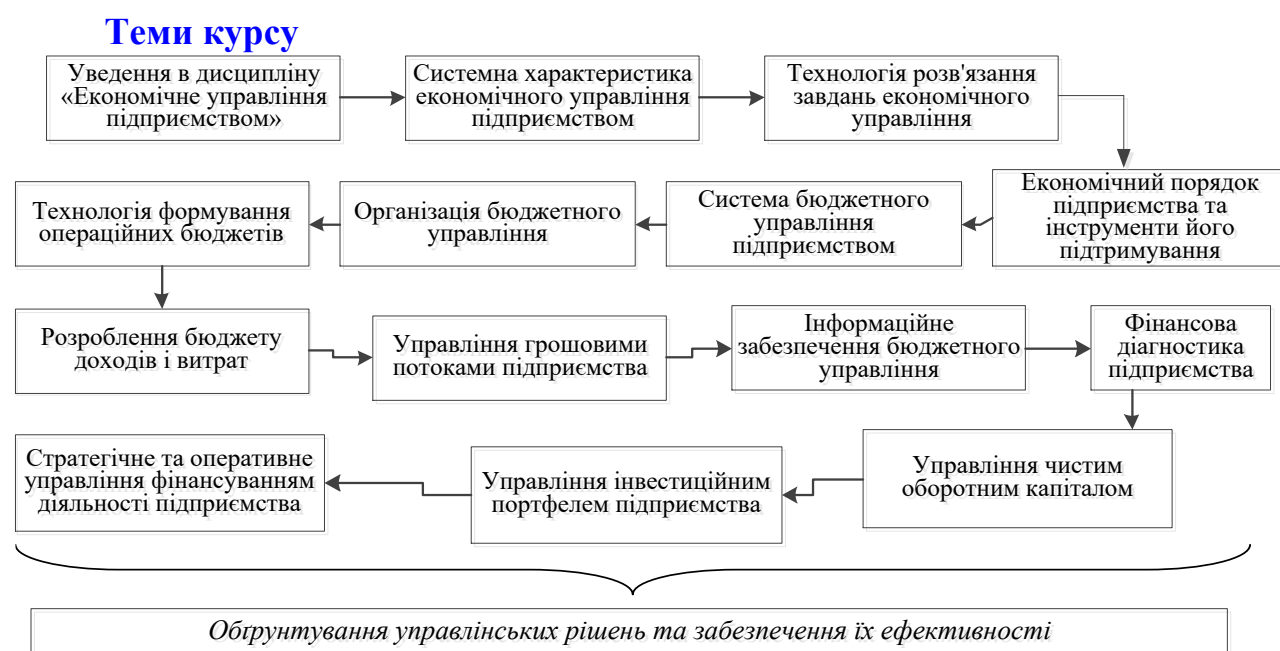 Теми курсу
Уведення в дисципліну
«Економічне управління
підприємством»
Системна характеристика
економічного управління
підприємством
Технологія розв'язання
завдань економічного
управління
Економічний порядок
підприємства та
інструменти його
підтримування
Система бюджетного
управління
підприємством
Організація бюджетного
управління
Технологія формування
операційних бюджетів
Розроблення бюджету
доходів і витрат
Управління грошовими
потоками підприємства
Інформаційне
забезпечення бюджетного
управління
Фінансова
діагностика
підприємства
Управління чистим
оборотним капіталом
Управління інвестиційним
портфелем підприємства
Стратегічне та оперативне
управління фінансуванням
діяльності підприємства
Обґрунтування управлінських рішень та забезпечення їх ефективності